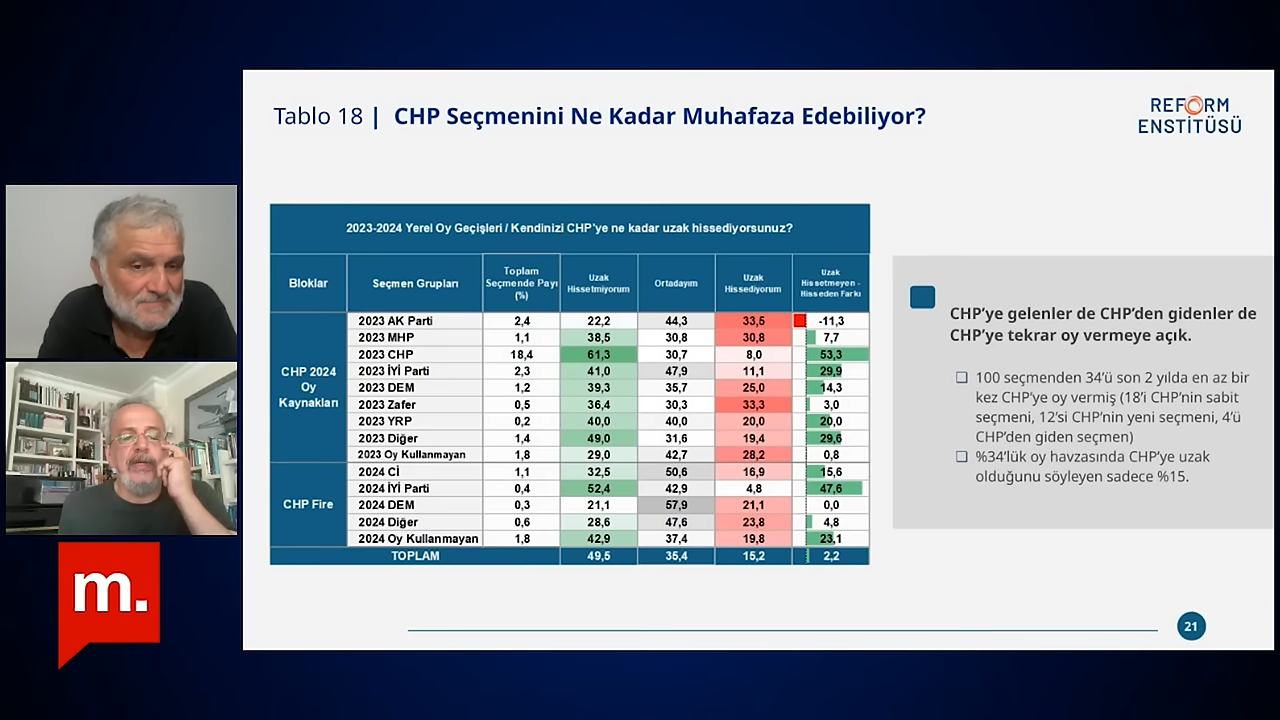 Tablo 18 | CHP Seçmenini Ne Kadar Muhafaza Edebiliyor?
REFORM
ENSTİTÜSÜ
2023-2024 Yerel Oy Geçişleri / Kendinizi CHP'ye ne kadar uzak hissediyorsunuz?
Bloklar Seçmen Grupları Toplam Seçmende Payı (%) Uzak Hissetmiyorum Ortadayım Uzak Hissediyorum Uzak Hissetmeyen - Hisseden Farkı
CHP 2024 Oy Kaynakları
2023 AK Parti 2,4 22,2 44,3 33,5 -11,3
2023 MHP 1,1 38,5 30,8 30,8 7,7
2023 CHP 18,4 61,3 30,7 8,0 53,3
2023 İYİ Parti 2,3 41,0 47,9 11,1 29,9
2023 DEM 1,2 39,3 35,7 25,0 14,3
2023 Zafer 0,5 36,4 30,3 33,3 3,0
2023 YRP 0,2 40,0 40,0 20,0 20,0
2023 Diğer 1,4 49,0 31,6 19,4 29,6
2023 Oy Kullanmayan 1,8 29,0 42,7 28,2 0,8
CHP Fire
2024 Cİ 1,1 32,5 50,6 16,9 15,6
2024 İYİ Parti 0,4 52,4 42,9 4,8 47,6
2024 DEM 0,3 21,1 57,9 21,1 0,0
2024 Diğer 0,6 28,6 47,6 23,8 4,8
2024 Oy Kullanmayan 1,8 42,9 37,4 19,8 23,1
TOPLAM 49,5 35,4 15,2 2,2
CHP'ye gelenler de CHP'den gidenler de
CHP'ye tekrar oy vermeye açık.
100 seçmenden 34'ü son 2 yılda en az bir
kez CHP'ye oy vermiş (18'i CHP'nin sabit
seçmeni, 12'si CHP'nin yeni seçmeni, 4'ü
CHP'den giden seçmen)
%34'lük oy havzasında CHP'ye uzak
olduğunu söyleyen sadece %15.
m.
21